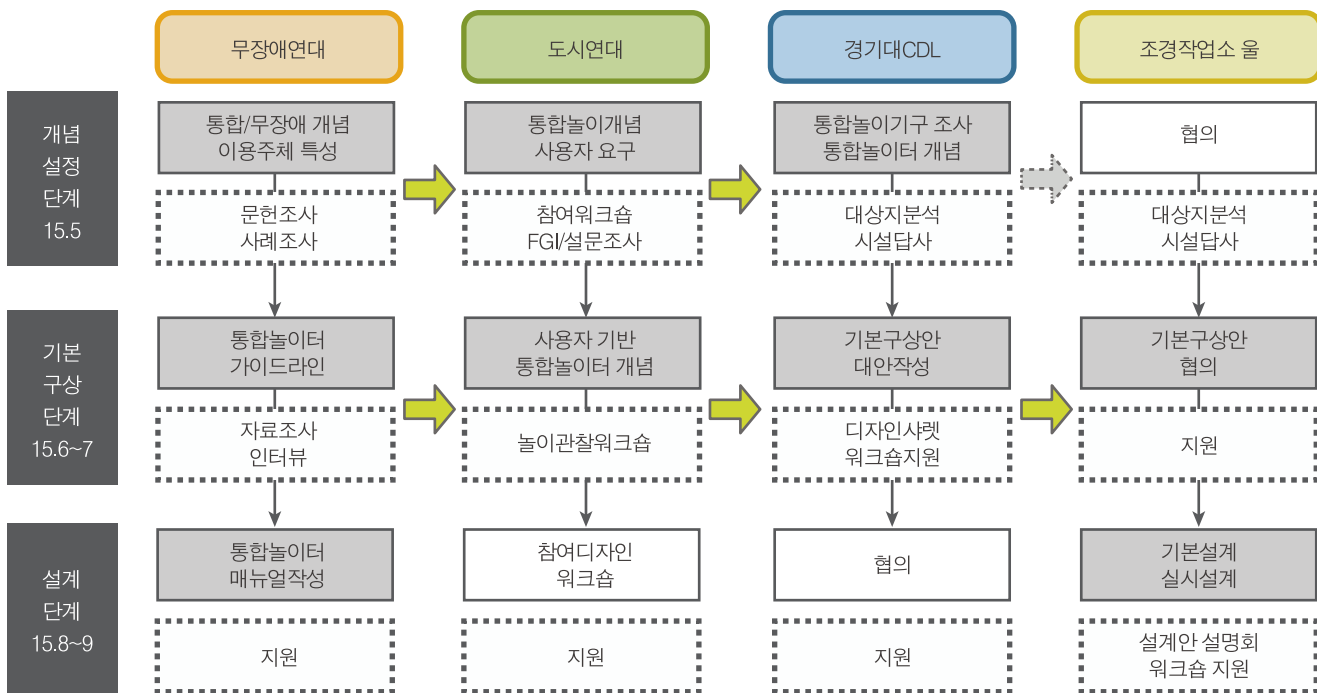 무장애연대
도시연대
경기대CDL
조경작업소 울
개념
설정
단계
15.5
통합/무장애 개념
이용주체 특성
통합놀이개념
사용자 요구
통합놀이기구 조사
통합놀이터 개념
협의
문헌조사
사례조사
참여워크숍
FGI/설문조사
대상지분석
시설답사
대상지분석
시설답사
기본
구상
단계
15.6~7
통합놀이터
가이드라인
사용자 기반
통합놀이터 개념
기본구상안
대안작성
기본구상안
협의
자료조사
인터뷰
놀이관찰워크숍
디자인샤렛
워크숍지원
지원
설계
단계
15.8~9
통합놀이터
매뉴얼작성
참여디자인
워크숍
협의
기본설계
실시설계
지원
지원
지원
설계안 설명회
워크숍 지원